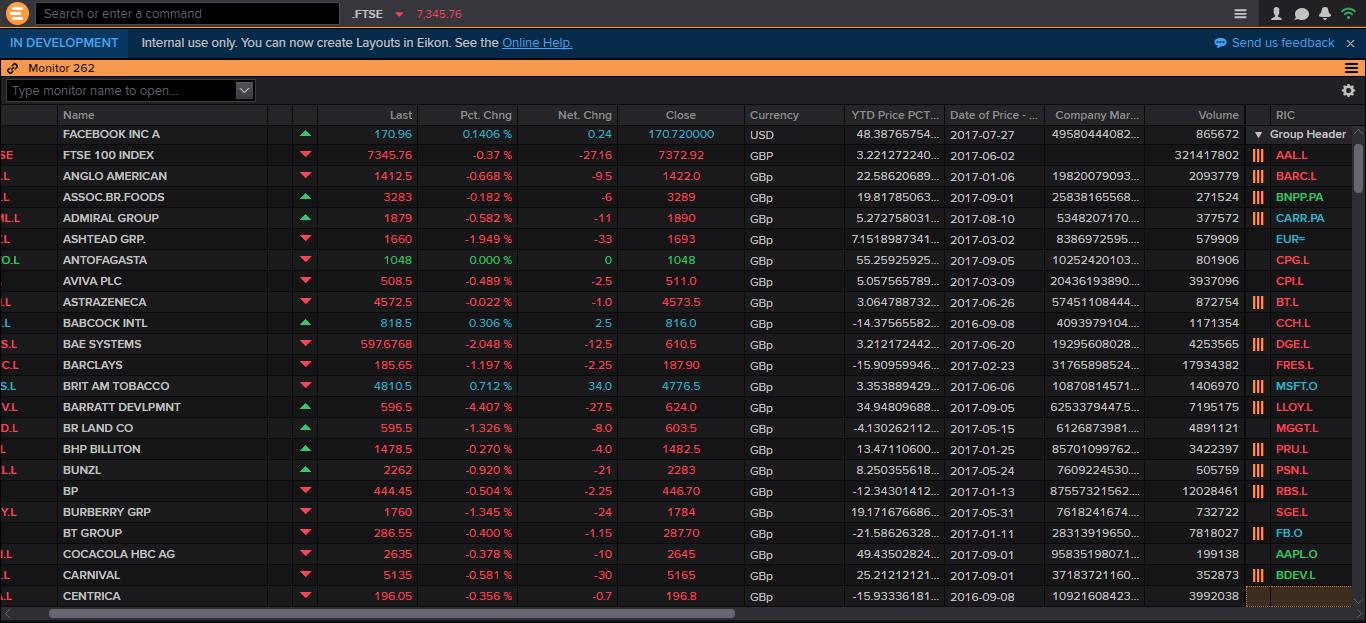 Search or enter a command .FTSE 7,345.76
IN DEVELOPMENT Internal use only. You can now create Layouts in Eikon. See the Online Help. Send us feedback
Monitor 262
Type monitor name to open...
Name Last Pct. Chng Net. Chng Close Currency YTD Price PCT... Date of Price - ... Company Mar... Volume RIC
FACEBOOK INC A 170.96 0.1406 % 0.24 170.720000 USD 48.38765754... 2017-07-27 49580444082... 865672 Group Header
SE FTSE 100 INDEX 7345.76 -0.37 % -27.16 7372.92 GBP 3.221272240... 2017-06-02 321417802 AAL.L
.L ANGLO AMERICAN 1412.5 -0.668 % -9.5 1422.0 GBp 22.58620689... 2017-01-06 19820079093... 2093779 BARC.L
.L ASSOC.BR.FOODS 3283 -0.182 % -6 3289 GBp 19.81785063... 2017-09-01 25838165568... 271524 BNPP.PA
ML.L ADMIRAL GROUP 1879 -0.582 % -11 1890 GBp 5.272758031... 2017-08-10 5348207170.... 377572 CARR.PA
.L ASHTEAD GRP. 1660 -1.949 % -33 1693 GBp 7.1518987341... 2017-03-02 8386972595.... 579909 EUR=
O.L ANTOFAGASTA 1048 0.000 % 0 1048 GBp 55.25925925... 2017-09-05 10252420103... 801906 CPG.L
AVIVA PLC 508.5 -0.489 % -2.5 511.0 GBp 5.057565789... 2017-03-09 20436193890.... 3937096 CPI.L
.L ASTRAZENECA 4572.5 -0.022 % -1.0 4573.5 GBp 3.064788732... 2017-06-26 57451108444... 872754 BT.L
.L BABCOCK INTL 818.5 0.306 % 2.5 816.0 GBp -14.37565582... 2016-09-08 4093979104.... 1171354 CCH.L
S.L BAE SYSTEMS 597.6768 -2.048 % -12.5 610.5 GBp 3.212172442... 2017-06-20 19295608028... 4253565 DGE.L
C.L BARCLAYS 185.65 -1.197 % -2.25 187.90 GBp -15.90959946... 2017-02-23 31765898524... 17934382 FRES.L
S.L BRIT AM TOBACCO 4810.5 0.712 % 34.0 4776.5 GBp 3.353889429... 2017-06-06 10870814571... 1406970 MSFT.O
V.L BARRATT DEVLPMNT 596.5 -4.407 % -27.5 624.0 GBp 34.94809688... 2017-09-05 6253379447.5... 7195175 LLOY.L
D.L BR LAND CO 595.5 -1.326 % -8.0 603.5 GBp -4.130262112... 2017-05-15 6126873981.... 4891121 MGGT.L
L BHP BILLITON 1478.5 -0.270 % -4.0 1482.5 GBp 13.47110600... 2017-01-25 85701099762... 3422397 PRU.L
L.L BUNZL 2262 -0.920 % -21 2283 GBp 8.250355618... 2017-05-24 7609224530.... 505759 PSN.L
BP 444.45 -0.504 % -2.25 446.70 GBp -12.34301412... 2017-01-13 87557321562... 12028461 RBS.L
Y.L BURBERRY GRP 1760 -1.345 % -24 1784 GBp 19.171676686... 2017-05-31 7618241674.... 732722 SGE.L
BT GROUP 286.55 -0.400 % -1.15 287.70 GBp -21.58626328... 2017-01-11 28313919650... 7818027 FB.O
.L COCACOLA HBC AG 2635 -0.378 % -10 2645 GBp 49.43502824... 2017-09-01 9583519807.1... 199138 AAPL.O
.L CARNIVAL 5135 -0.581 % -30 5165 GBp 25.21212121... 2017-09-01 37183721160... 352873 BDEV.L
.L CENTRICA 196.05 -0.356 % -0.7 196.8 GBp -15.93336181... 2016-09-08 10921608423... 3992038